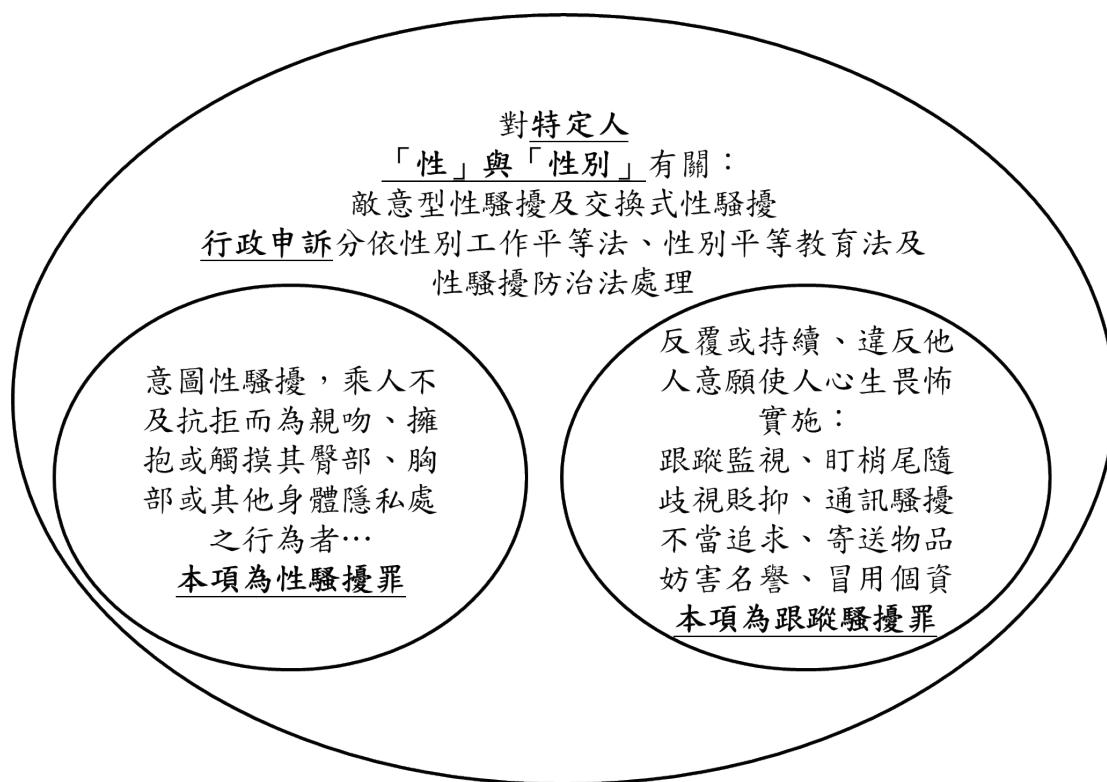 對特定人
「性」與「性別」有關：
敵意型性騷擾及交換式性騷擾
行政申訴分依性別工作平等法、性別平等教育法及
性騷擾防治法處理
意圖性騷擾，乘人不
及抗拒而為親吻、擁
抱或觸摸其臀部、胸
部或其他身體隱私處
之行為者…
本項為性騷擾罪
反覆或持續、違反他
人意願使人心生畏怖
實施：
跟蹤監視、盯梢尾隨
歧視貶抑、通訊騷擾
不當追求、寄送物品
妨害名譽、冒用個資
本項為跟蹤騷擾罪